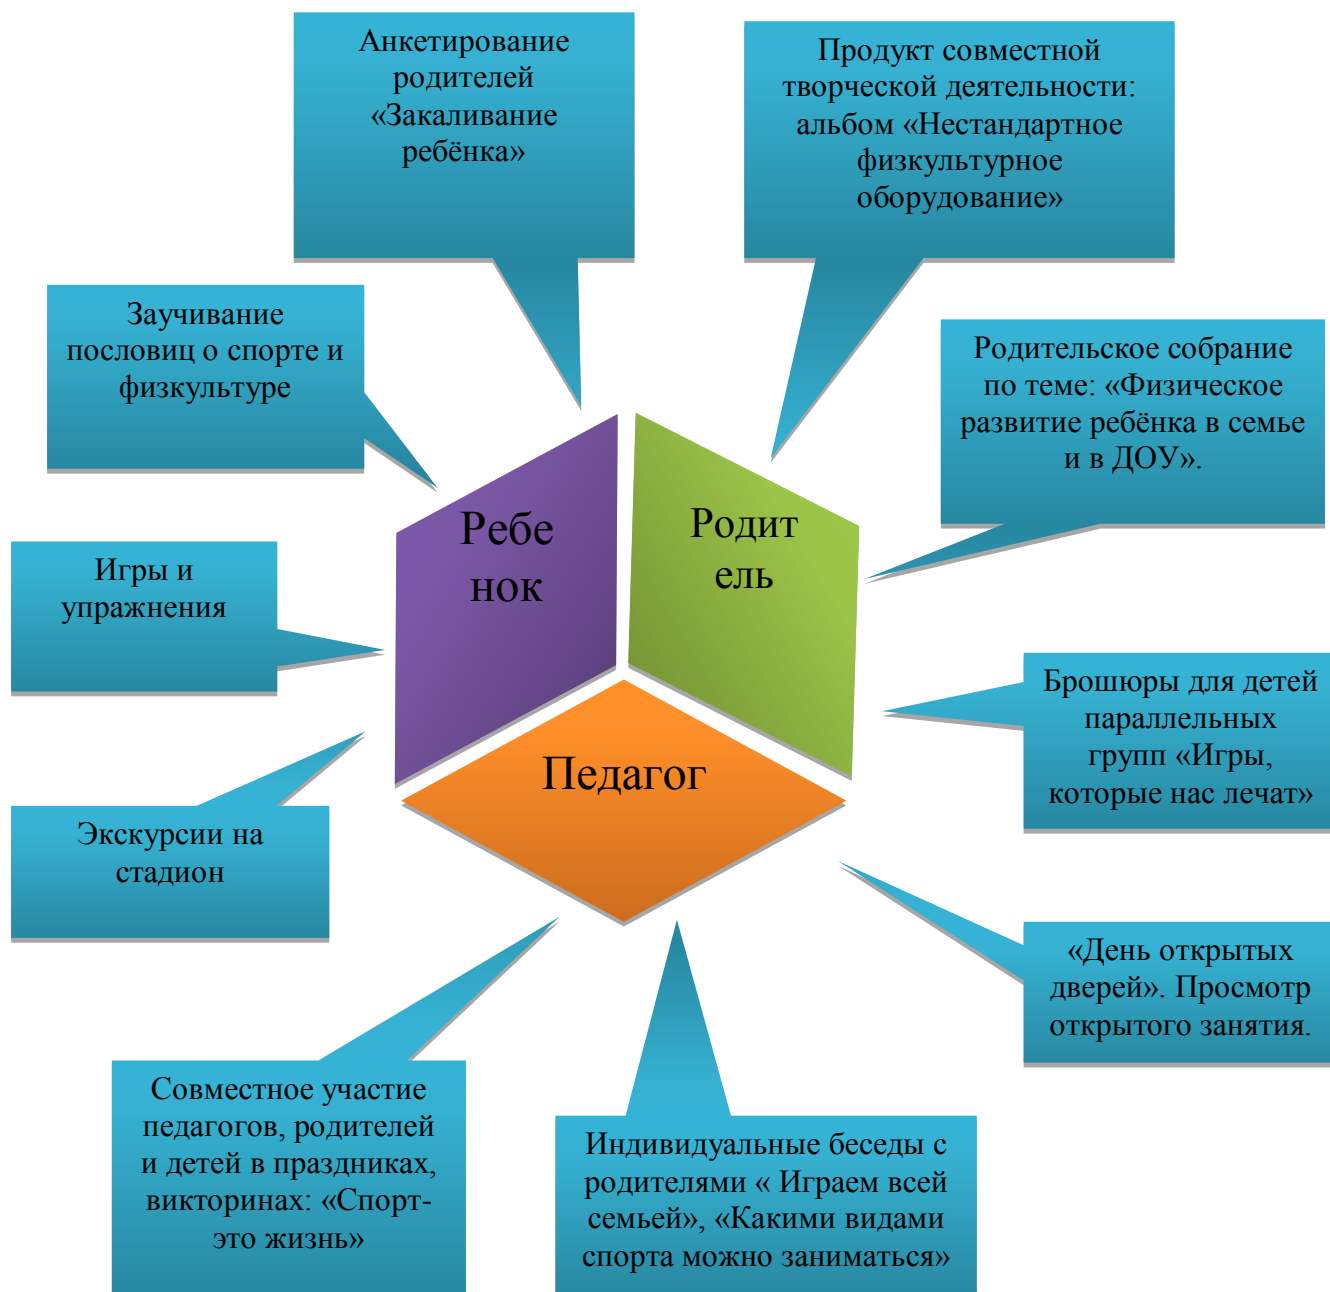 Анкетирование
родителей
«Закаливание
ребёнка»
Продукт совместной
творческой деятельности:
альбом «Нестандартное
физкультурное
оборудование»
Заучивание
пословиц о спорте и
физкультуре
Родительское собрание
по теме: «Физическое
развитие ребёнка в семье
и в ДОУ».
Ребе
нок
Родит
ель
Игры и
упражнения
Брошюры для детей
параллельных
групп «Игры,
которые нас лечат»
Педагог
Экскурсии на
стадион
«День открытых
дверей». Просмотр
открытого занятия.
Совместное участие
педагогов, родителей
и детей в праздниках,
викторинах: «Спорт-
это жизнь»
Индивидуальные беседы с
родителями « Играем всей
семьей», «Какими видами
спорта можно заниматься»